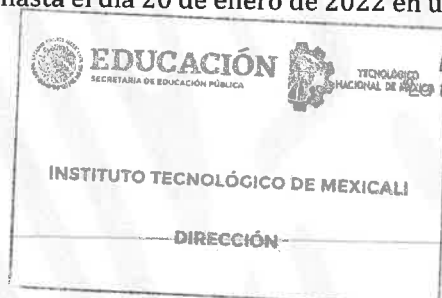 hasta el día 20 de enero de 2022 en u
EDUCACIÓN
SECRETARÍA DE EDUCACIÓN PÚBLICA
TECNOLÓGICO
NACIONAL DE MÉXICO
INSTITUTO TECNOLÓGICO DE MEXICALI
DIRECCIÓN